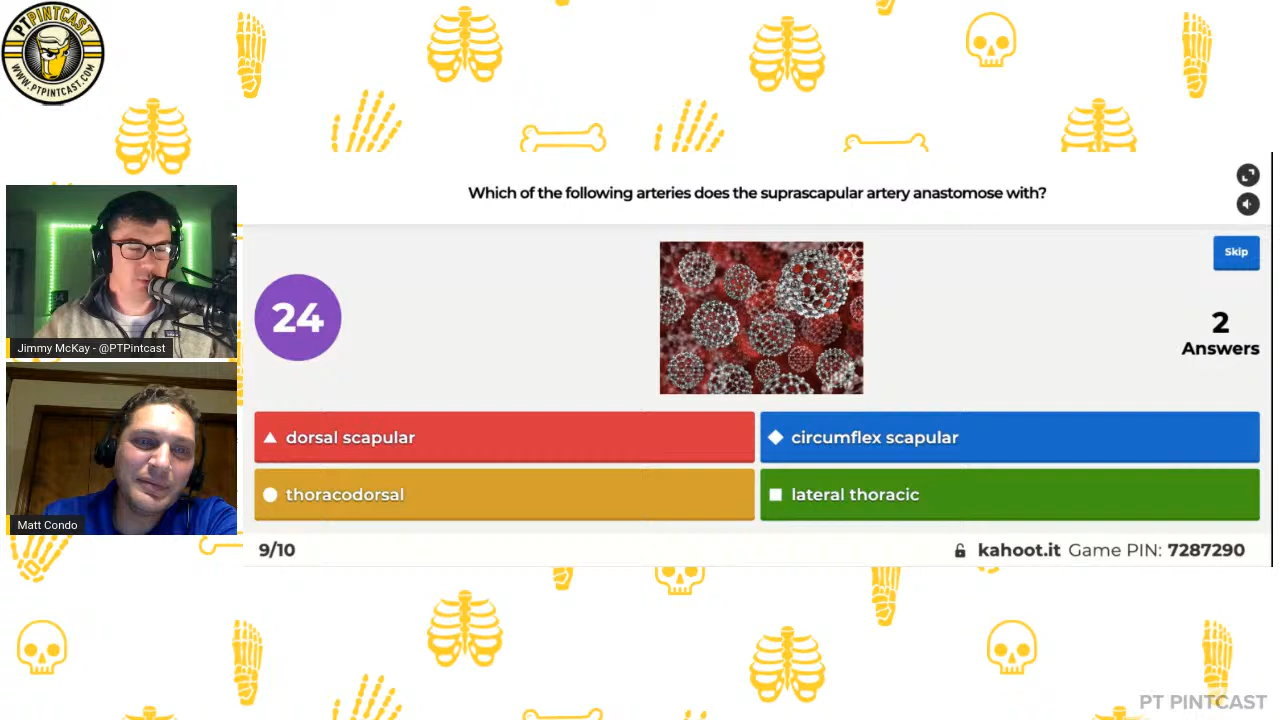 PTPINTCAST
WWW.PTPINTCAST.COM
Which of the following arteries does the suprascapular artery anastomose with?
Skip
24
2
Answers
Jimmy McKay - @PTPintcast
dorsal scapular
circumflex scapular
thoracodorsal
lateral thoracic
Matt Condo
9/10
kahoot.it Game PIN: 7287290
PT PINTCAST